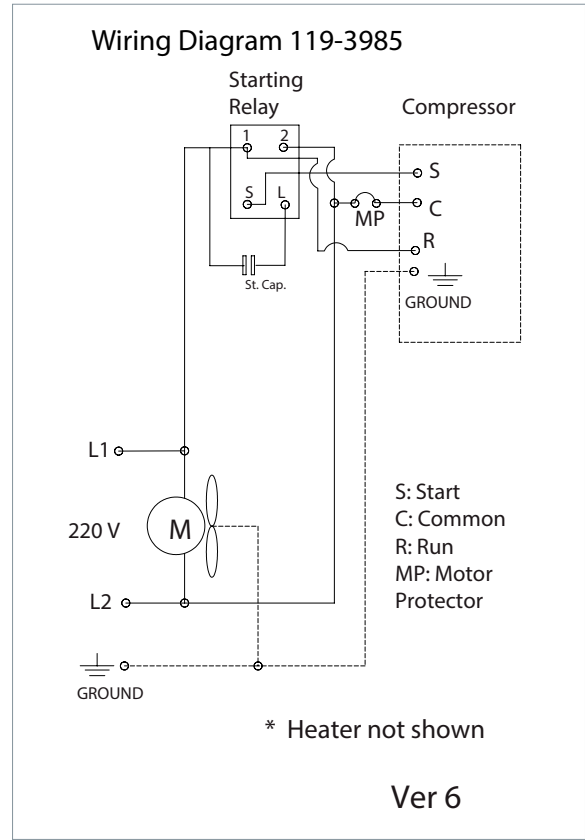 Wiring Diagram 119-3985
Starting
Relay
Compressor
1 2
S L
St. Cap.
S
MP
C
R
GROUND
L1
220 V
M
L2
GROUND
S: Start
C: Common
R: Run
MP: Motor
Protector
* Heater not shown
Ver 6